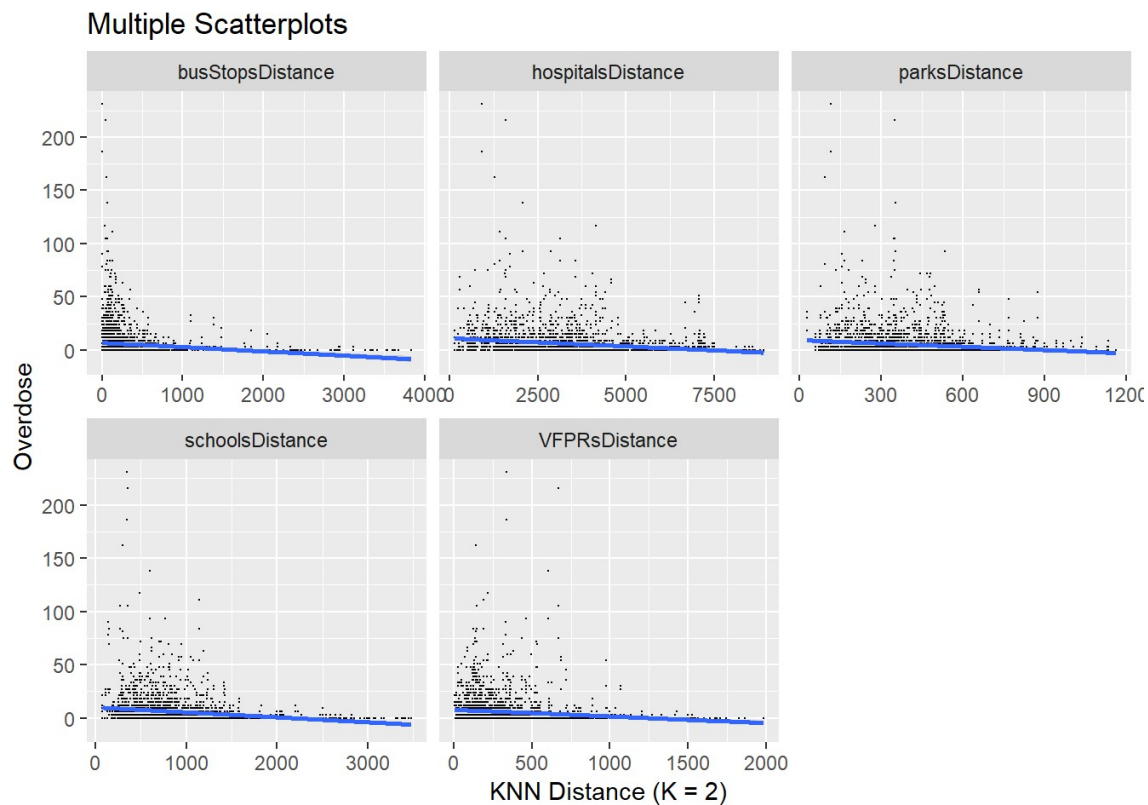 Multiple Scatterplots
busStopsDistance hospitalsDistance parksDistance
Overdose
200
150
100
50
0
0 1000 2000 3000 4000 2500 5000 7500 0 300 600 900 1200
schoolsDistance VFPRsDistance
200
150
100
50
0
0 1000 2000 3000 0 500 1000 1500 2000
KNN Distance (K = 2)